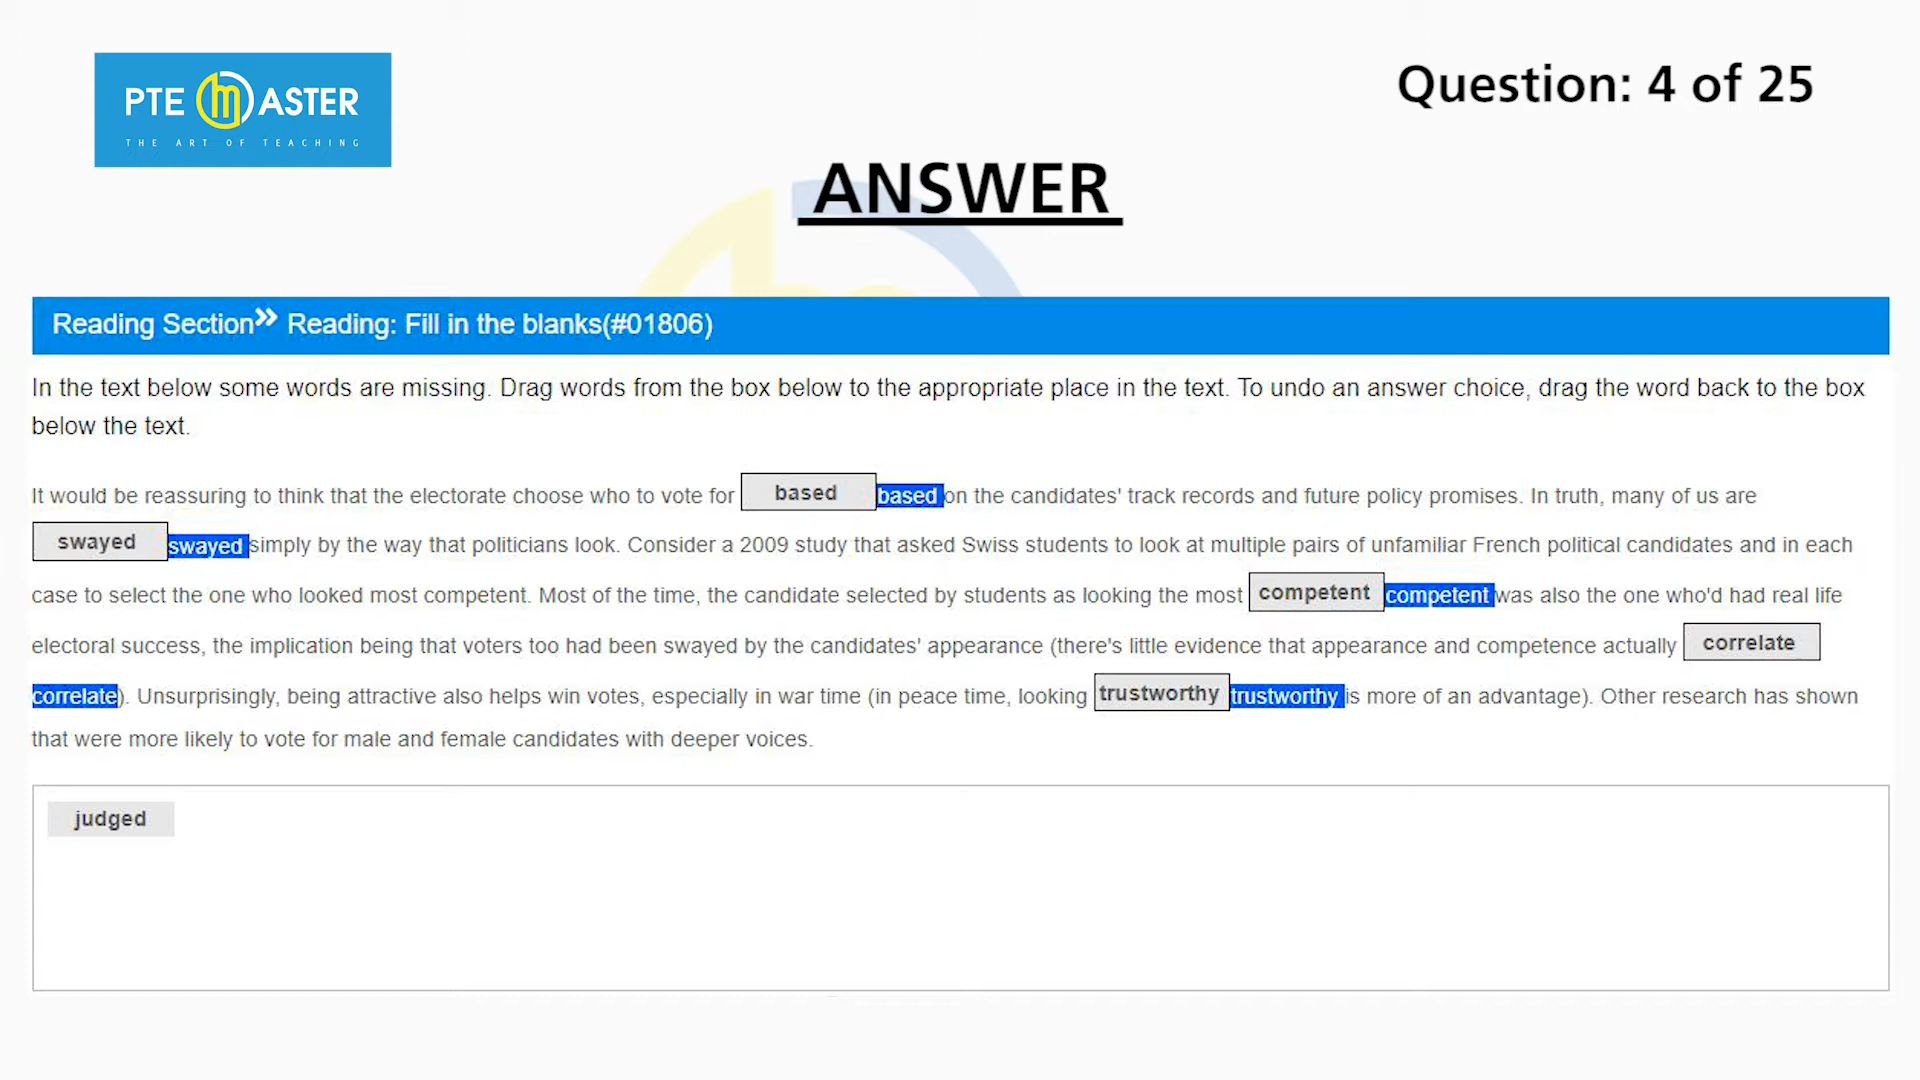 PTE MASTER
THE ART OF TEACHING
Question: 4 of 25
ANSWER
Reading Section» Reading: Fill in the blanks(#01806)
In the text below some words are missing. Drag words from the box below to the appropriate place in the text. To undo an answer choice, drag the word back to the box
below the text.
It would be reassuring to think that the electorate choose who to vote for based based on the candidates' track records and future policy promises. In truth, many of us are
swayed swayed simply by the way that politicians look. Consider a 2009 study that asked Swiss students to look at multiple pairs of unfamiliar French political candidates and in each
case to select the one who looked most competent. Most of the time, the candidate selected by students as looking the most competent competent was also the one who'd had real life
electoral success, the implication being that voters too had been swayed by the candidates' appearance (there's little evidence that appearance and competence actually correlate
correlate). Unsurprisingly, being attractive also helps win votes, especially in war time (in peace time, looking trustworthy trustworthy is more of an advantage). Other research has shown
that were more likely to vote for male and female candidates with deeper voices.
judged